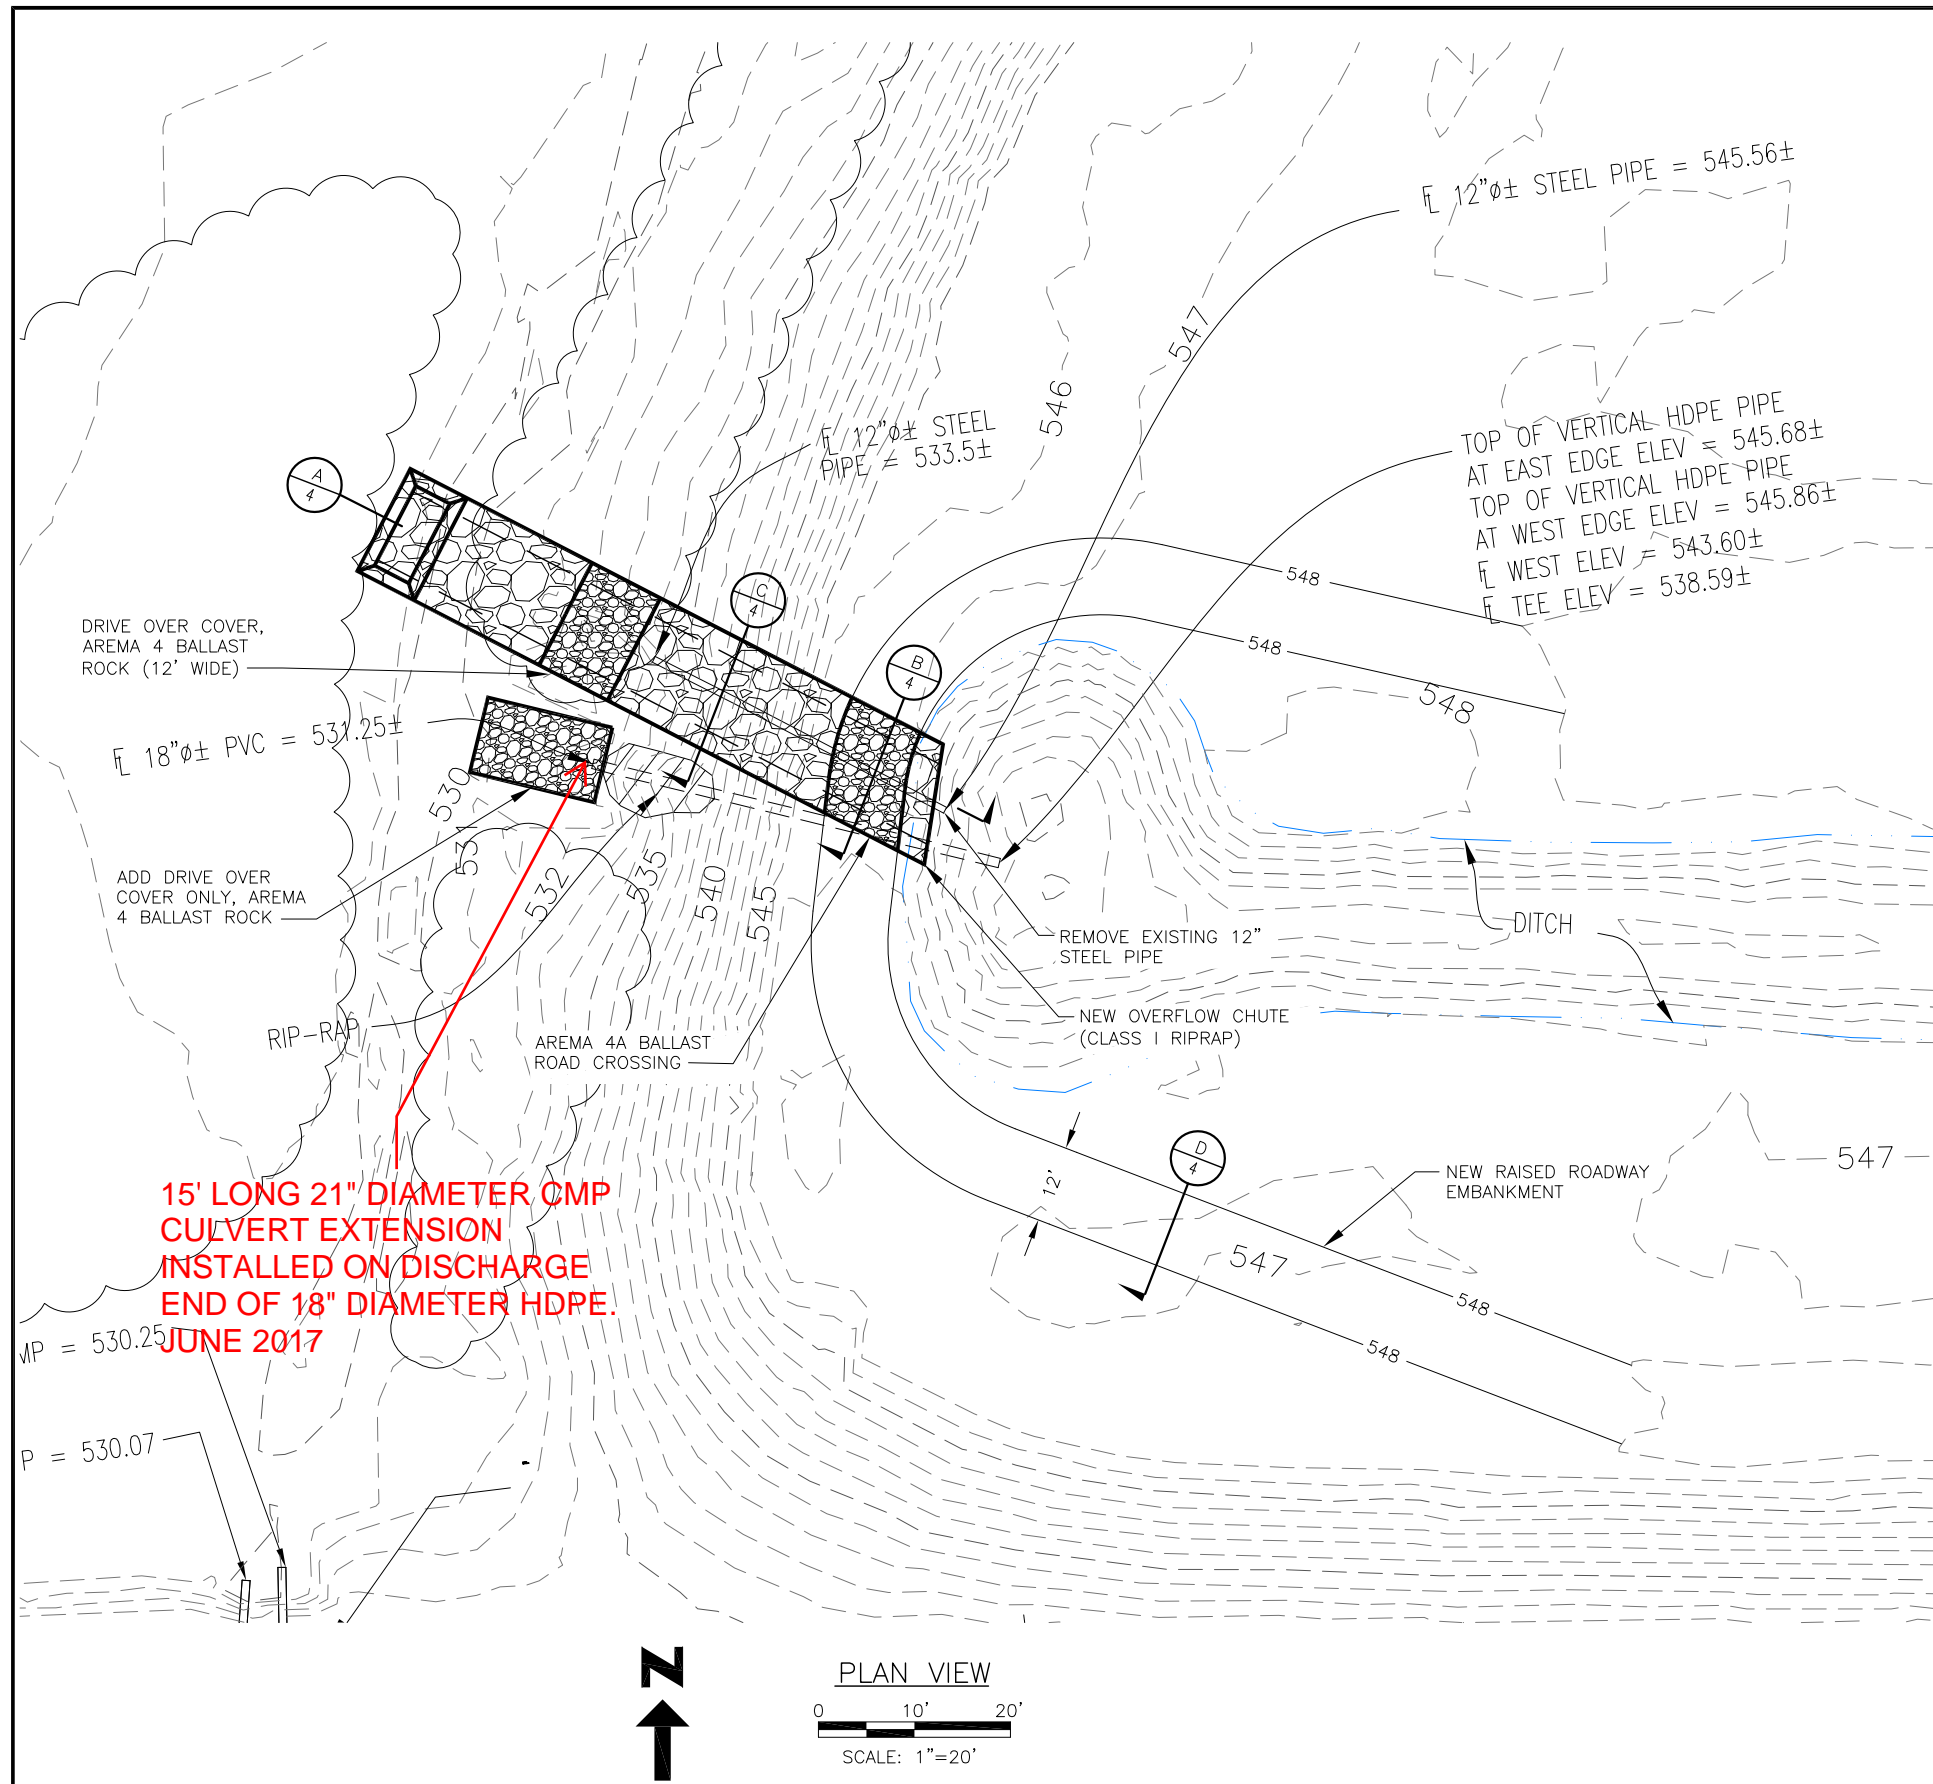 ℄ 12"ø± STEEL PIPE = 545.56±
547
546
℄ 12"ø± STEEL
PIPE = 533.5±
TOP OF VERTICAL HDPE PIPE
AT EAST EDGE ELEV = 545.68±
TOP OF VERTICAL HDPE PIPE
AT WEST EDGE ELEV = 545.86±
℄ WEST ELEV = 543.60±
℄ TEE ELEV = 538.59±
A
4
C
4
B
4
548
548
548
DRIVE OVER COVER,
AREMA 4 BALLAST
ROCK (12' WIDE)
℄ 18"ø± PVC = 531.25±
530
531
532
535
540
545
ADD DRIVE OVER
COVER ONLY, AREMA
4 BALLAST ROCK
DITCH
REMOVE EXISTING 12"
STEEL PIPE
NEW OVERFLOW CHUTE
(CLASS I RIPRAP)
RIP-RAP
AREMA 4A BALLAST
ROAD CROSSING
D
4
12'
547
NEW RAISED ROADWAY
EMBANKMENT
547
548
548
15' LONG 21" DIAMETER CMP
CULVERT EXTENSION
INSTALLED ON DISCHARGE
END OF 18" DIAMETER HDPE.
JUNE 2017
MP = 530.25
P = 530.07
N
PLAN VIEW
0 10' 20'
SCALE: 1"=20'